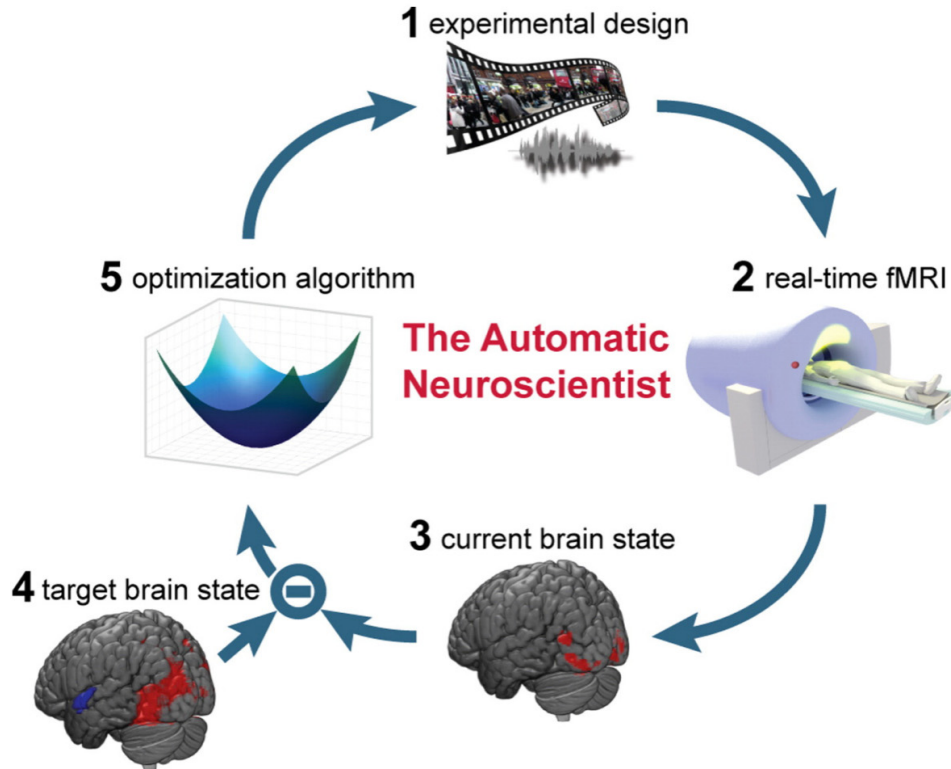 1 experimental design
2 real-time fMRI
5 optimization algorithm
The Automatic
Neuroscientist
3 current brain state
4 target brain state